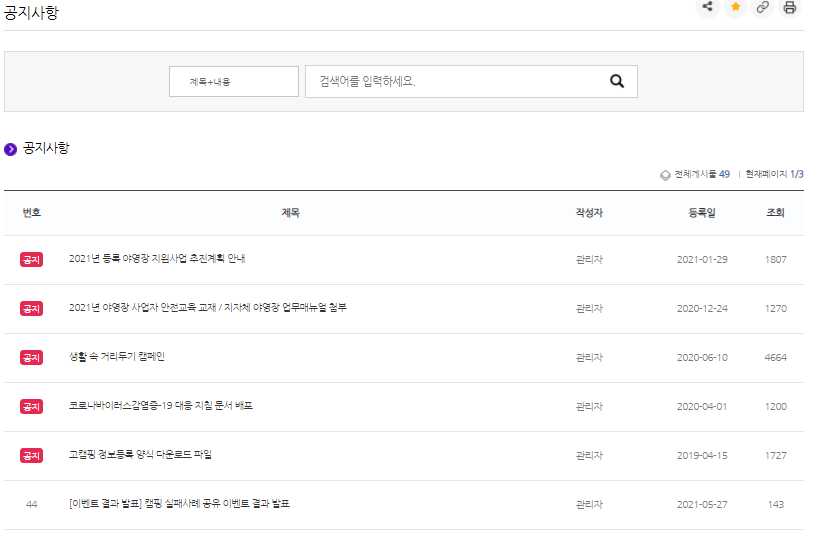 공지사항
제목+내용
검색어를 입력하세요.
공지사항
전체게시물 49 | 현재페이지 1/3
번호 제목 작성자 등록일 조회
공지 2021년 등록 야영장 지원사업 추진계획 안내 관리자 2021-01-29 1807
공지 2021년 야영장 사업자 안전교육 교재 / 지자체 야영장 업무매뉴얼 첨부 관리자 2020-12-24 1270
공지 생활 속 거리두기 캠페인 관리자 2020-06-10 4664
공지 코로나바이러스감염증-19 대응 지침 문서 배포 관리자 2020-04-01 1200
공지 고캠핑 정보등록 양식 다운로드 파일 관리자 2019-04-15 1727
44 [이벤트 결과 발표] 캠핑 실패사례 공유 이벤트 결과 발표 관리자 2021-05-27 143